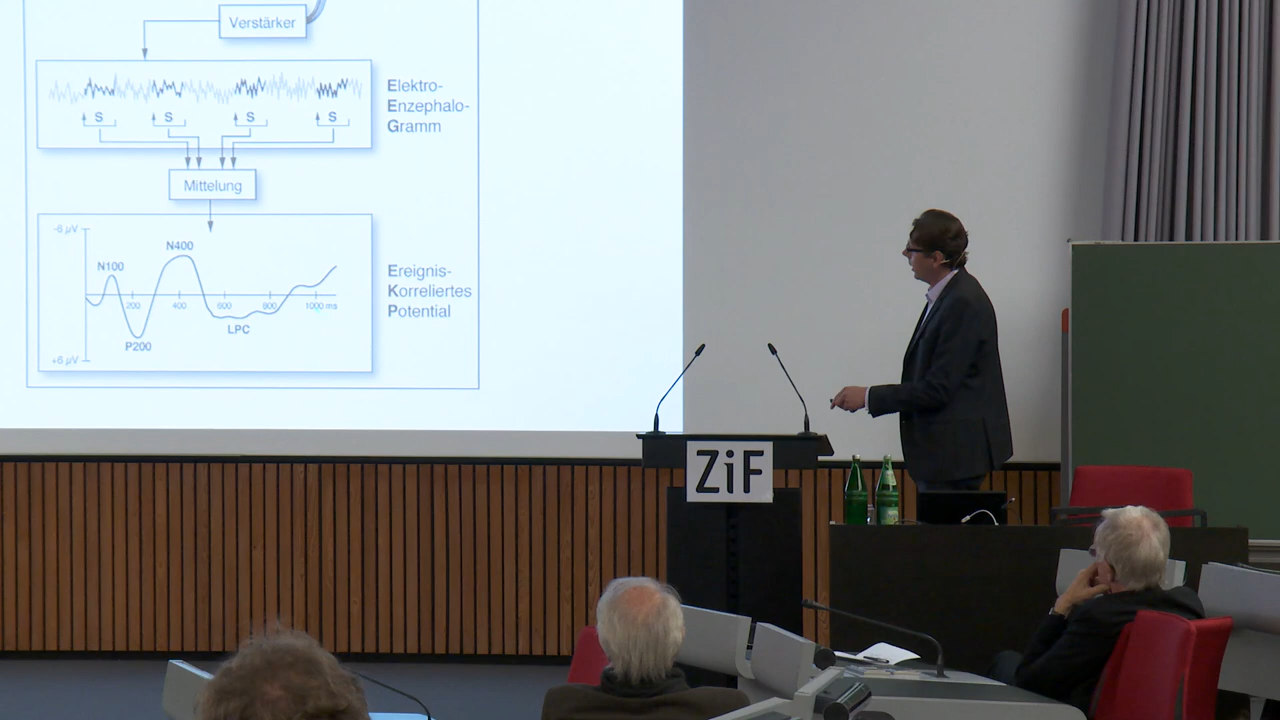 Verstärker
Elektro-
Enzephalo-
Gramm
S S S S
Mittelung
-6 µV
N400
N100
Ereignis-
Korreliertes
Potential
200 400 600 800 1000 ms
LPC
P200
+6 µV
ZiF